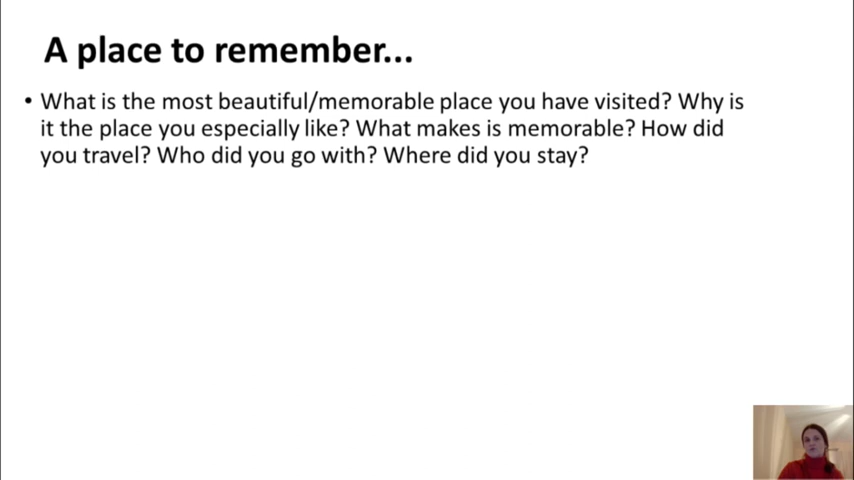 A place to remember...
• What is the most beautiful/memorable place you have visited? Why is
it the place you especially like? What makes is memorable? How did
you travel? Who did you go with? Where did you stay?